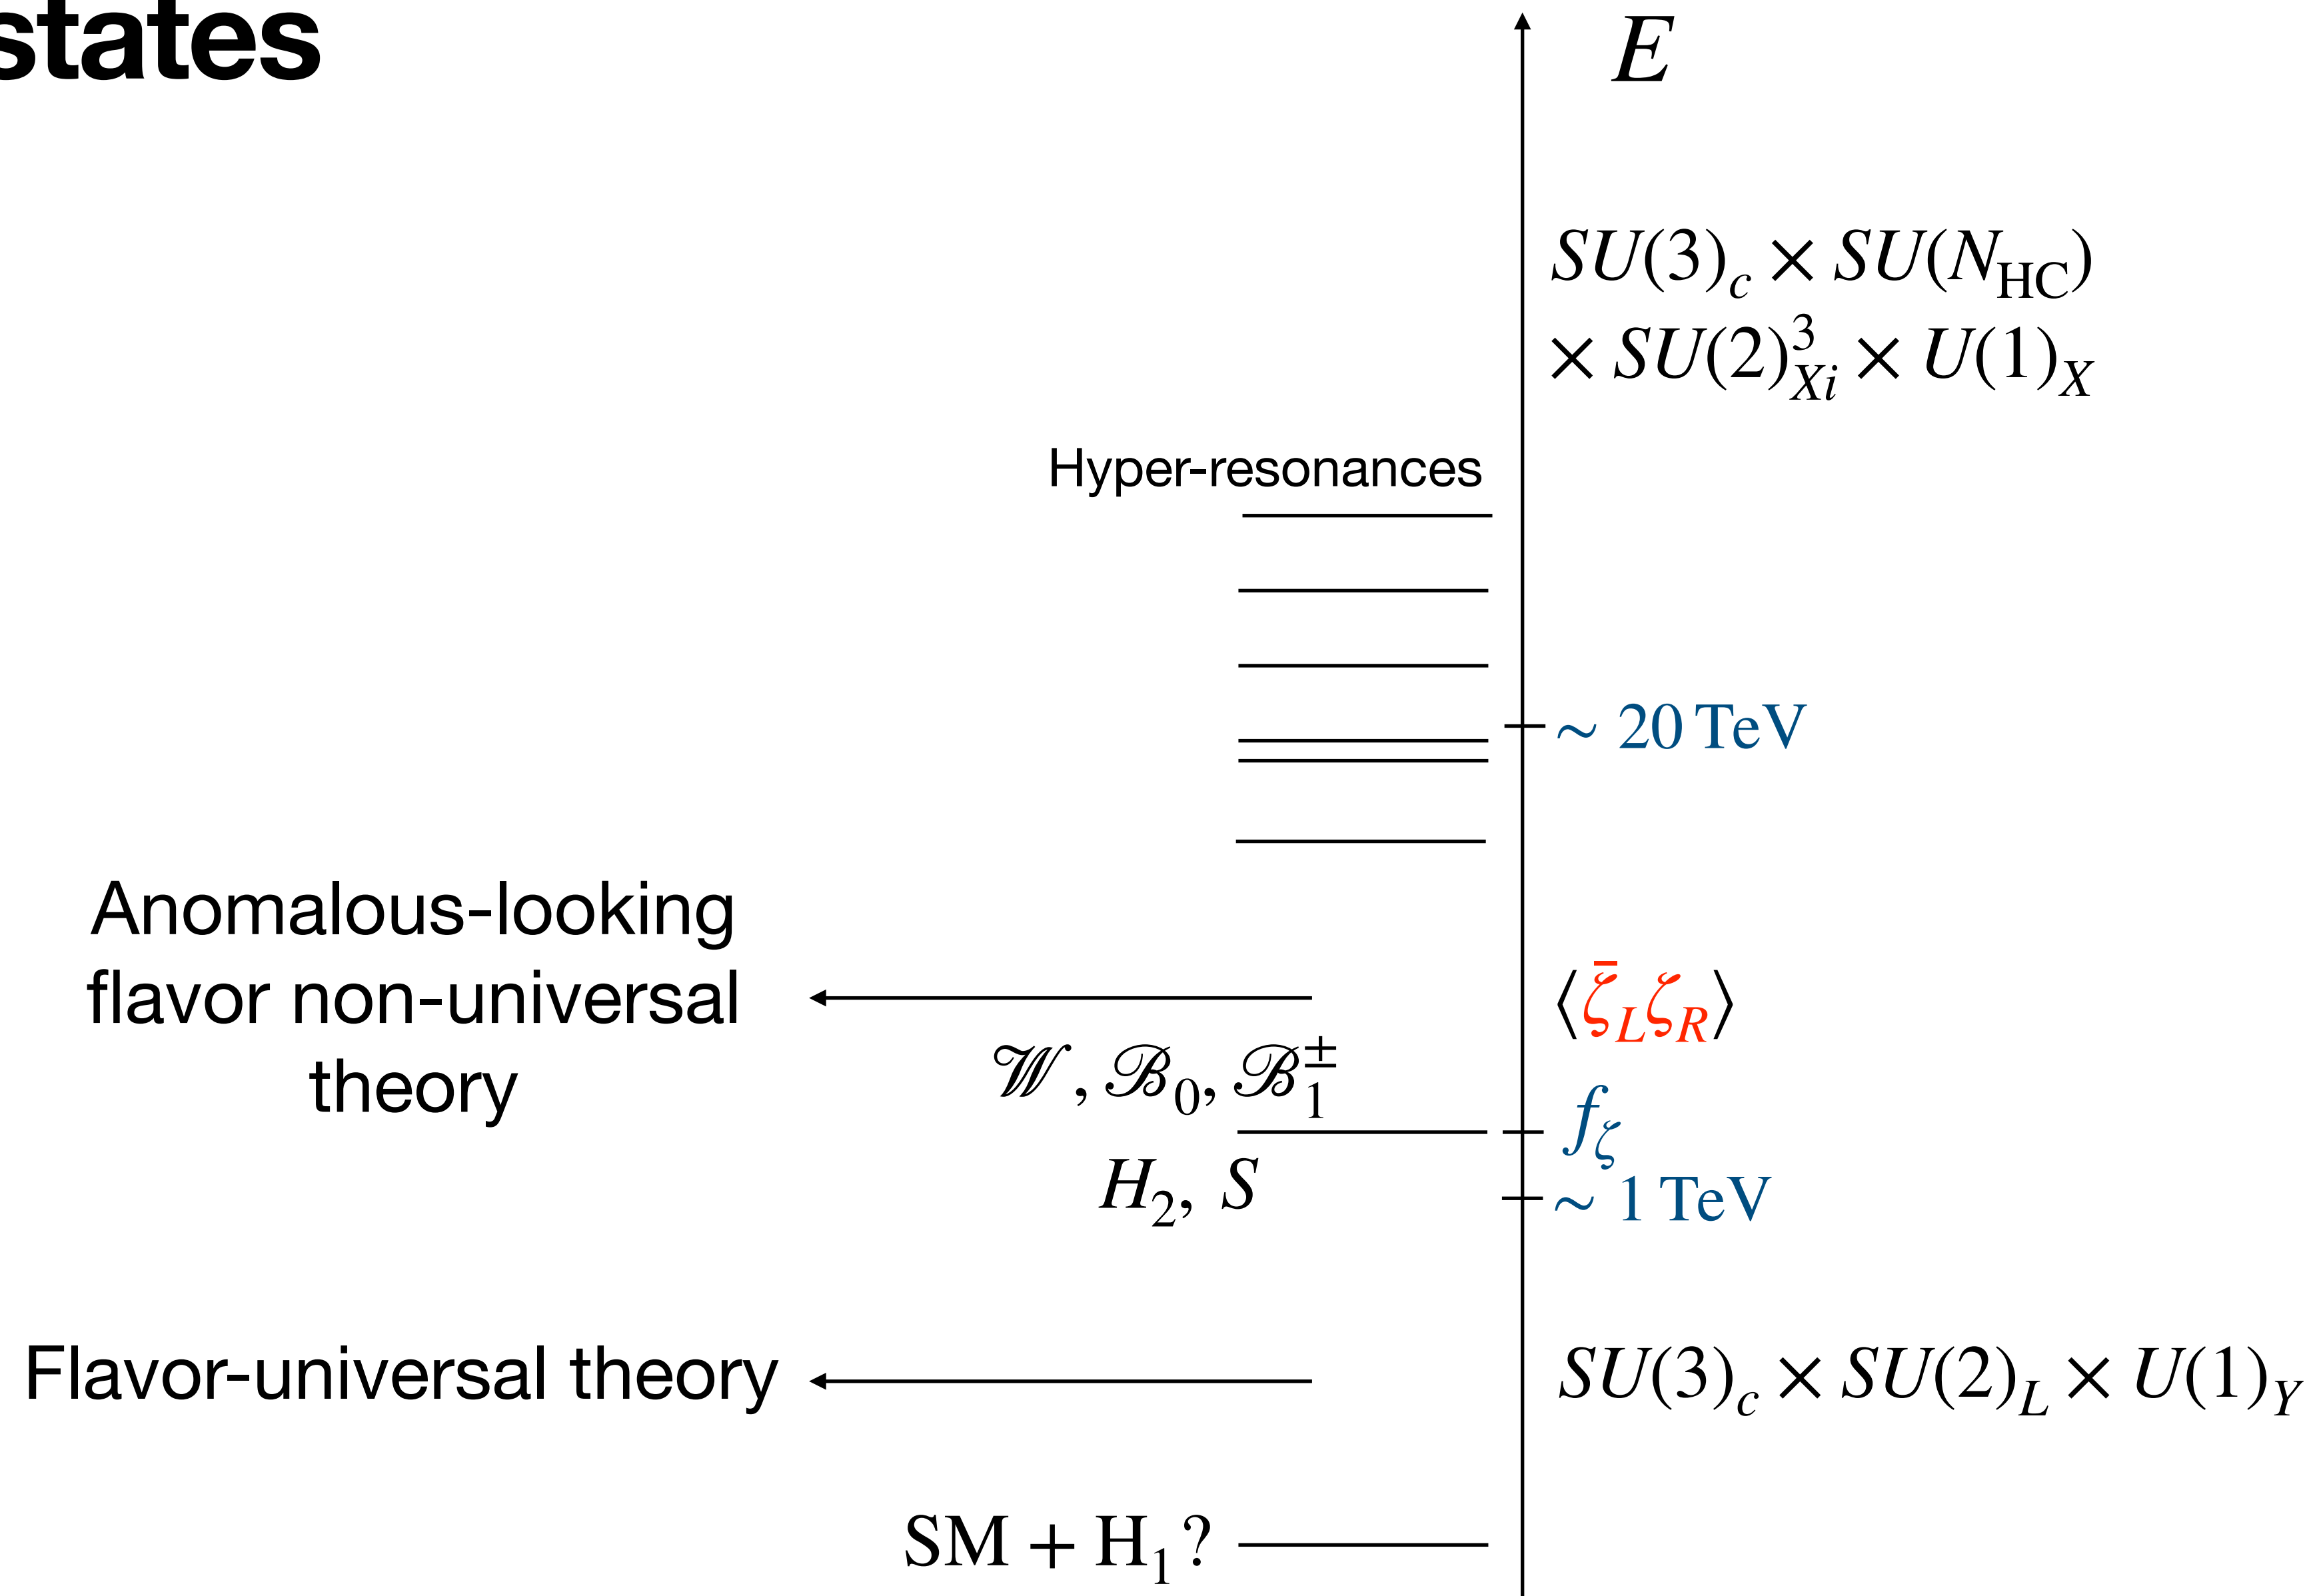 states
E
SU(3)_c × SU(N_HC)
× SU(2)^3_{Xi} × U(1)_X
Hyper-resonances
~ 20 TeV
Anomalous-looking
flavor non-universal
theory
⟨ζ̄_L ζ_R⟩
𝒲, ℬ_0, ℬ_1^±
f_ζ
H_2, S
~ 1 TeV
Flavor-universal theory
SU(3)_c × SU(2)_L × U(1)_Y
SM + H_1?